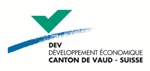 DEV
DÉVELOPPEMENT ÉCONOMIQUE
CANTON DE VAUD - SUISSE